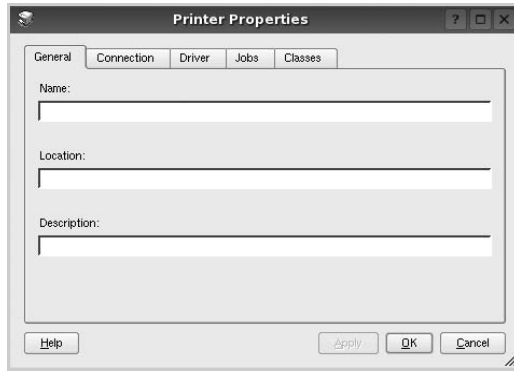 Printer Properties
General Connection Driver Jobs Classes
Name:
Location:
Description:
Help Apply OK Cancel